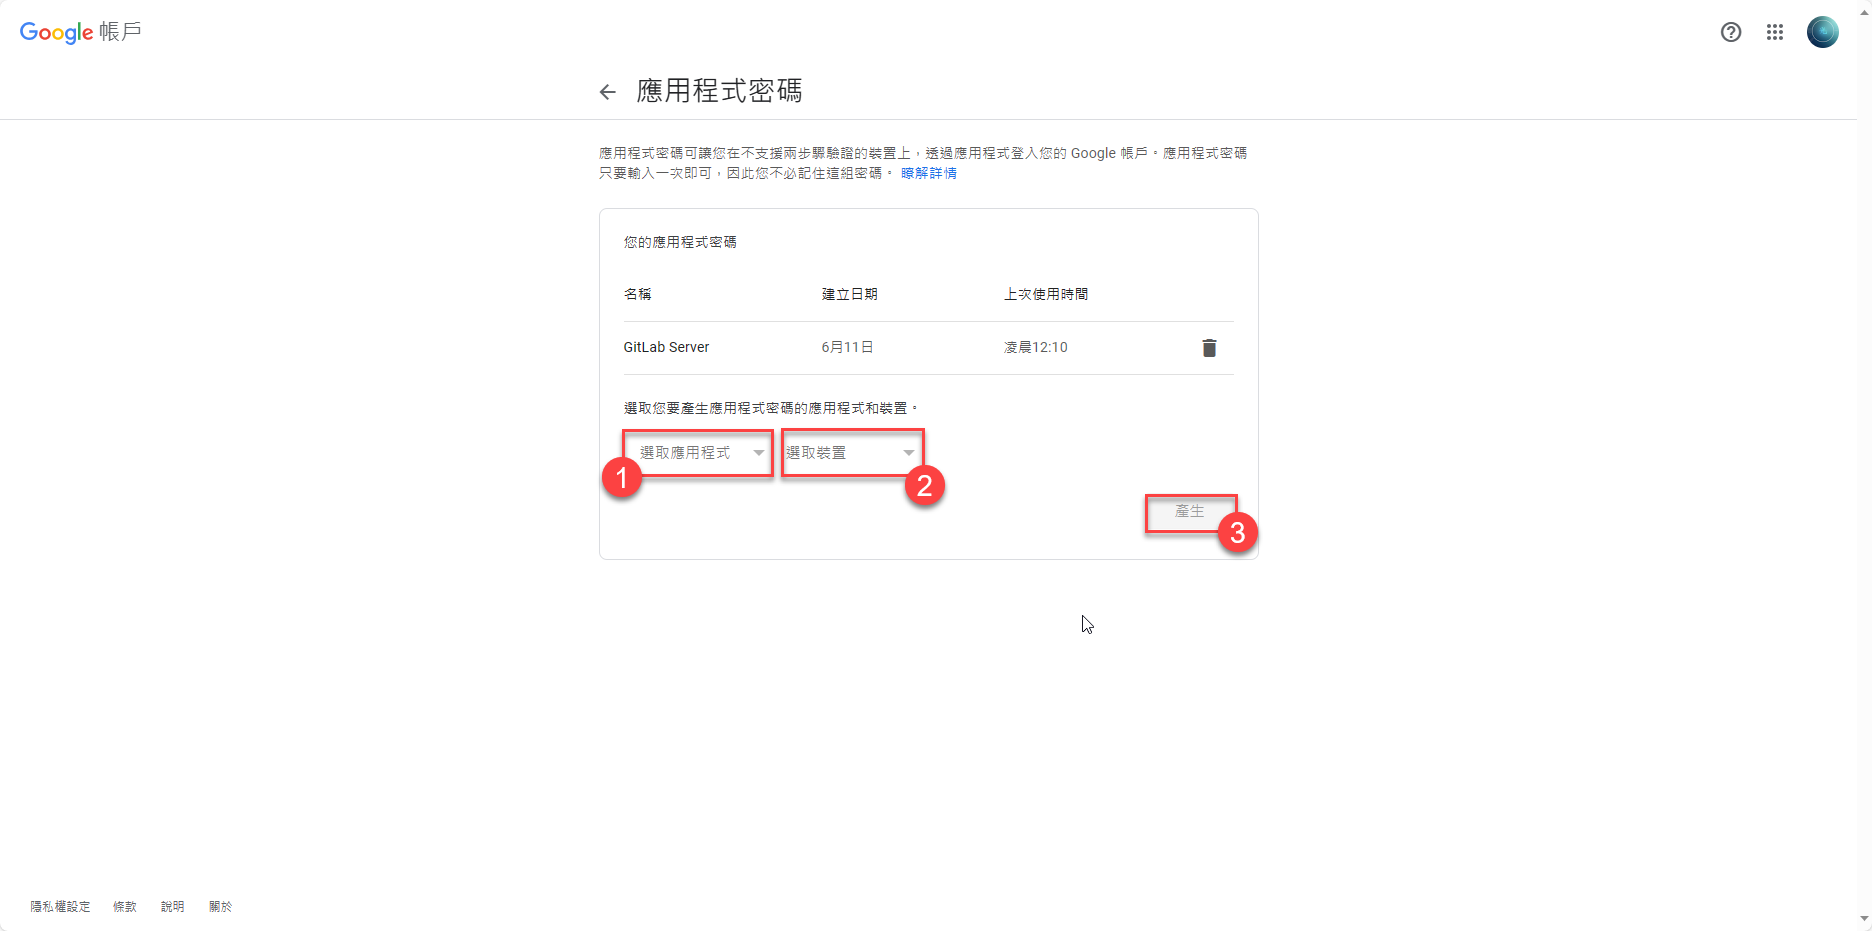 Google 帳戶
應用程式密碼
應用程式密碼可讓您在不支援兩步驟驗證的裝置上，透過應用程式登入您的 Google 帳戶。應用程式密碼
只要輸入一次即可，因此您不必記住這組密碼。 瞭解詳情
您的應用程式密碼
名稱 建立日期 上次使用時間
GitLab Server 6月11日 凌晨12:10
選取您要產生應用程式密碼的應用程式和裝置。
選取應用程式 選取裝置
1 2
產生
3
隱私權設定 條款 說明 關於